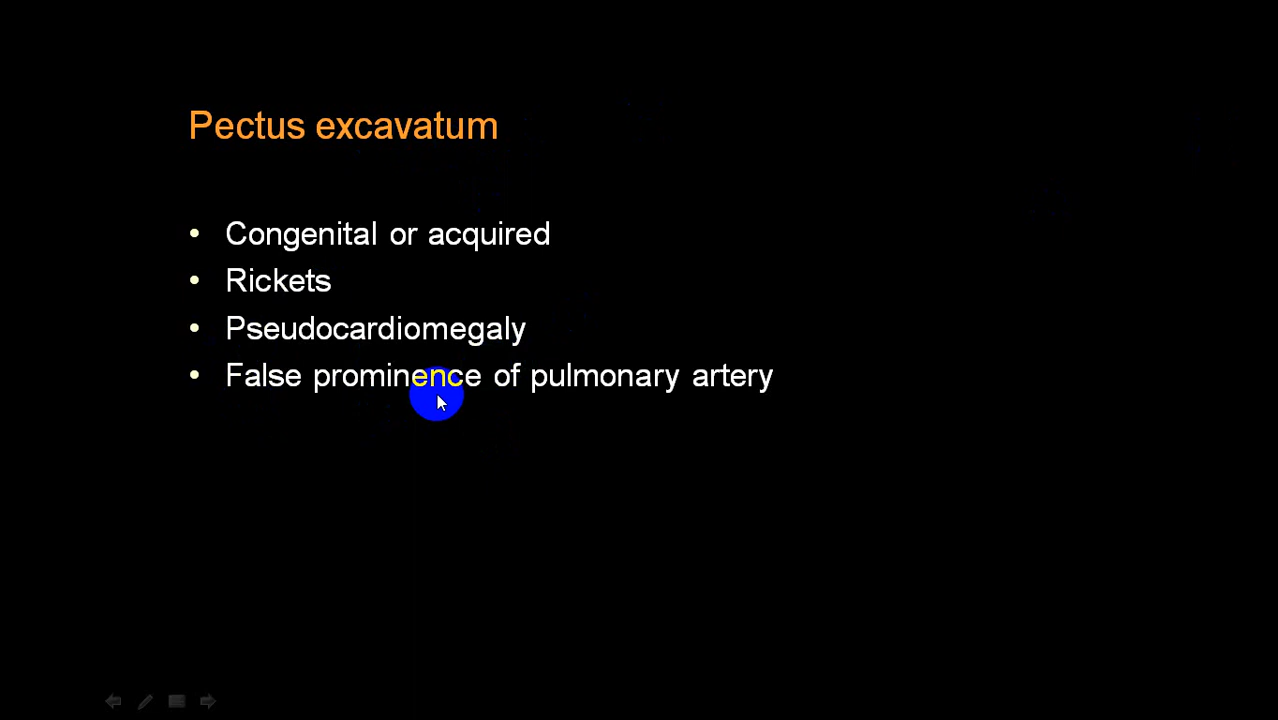 Pectus excavatum
• Congenital or acquired
• Rickets
• Pseudocardiomegaly
• False prominence of pulmonary artery